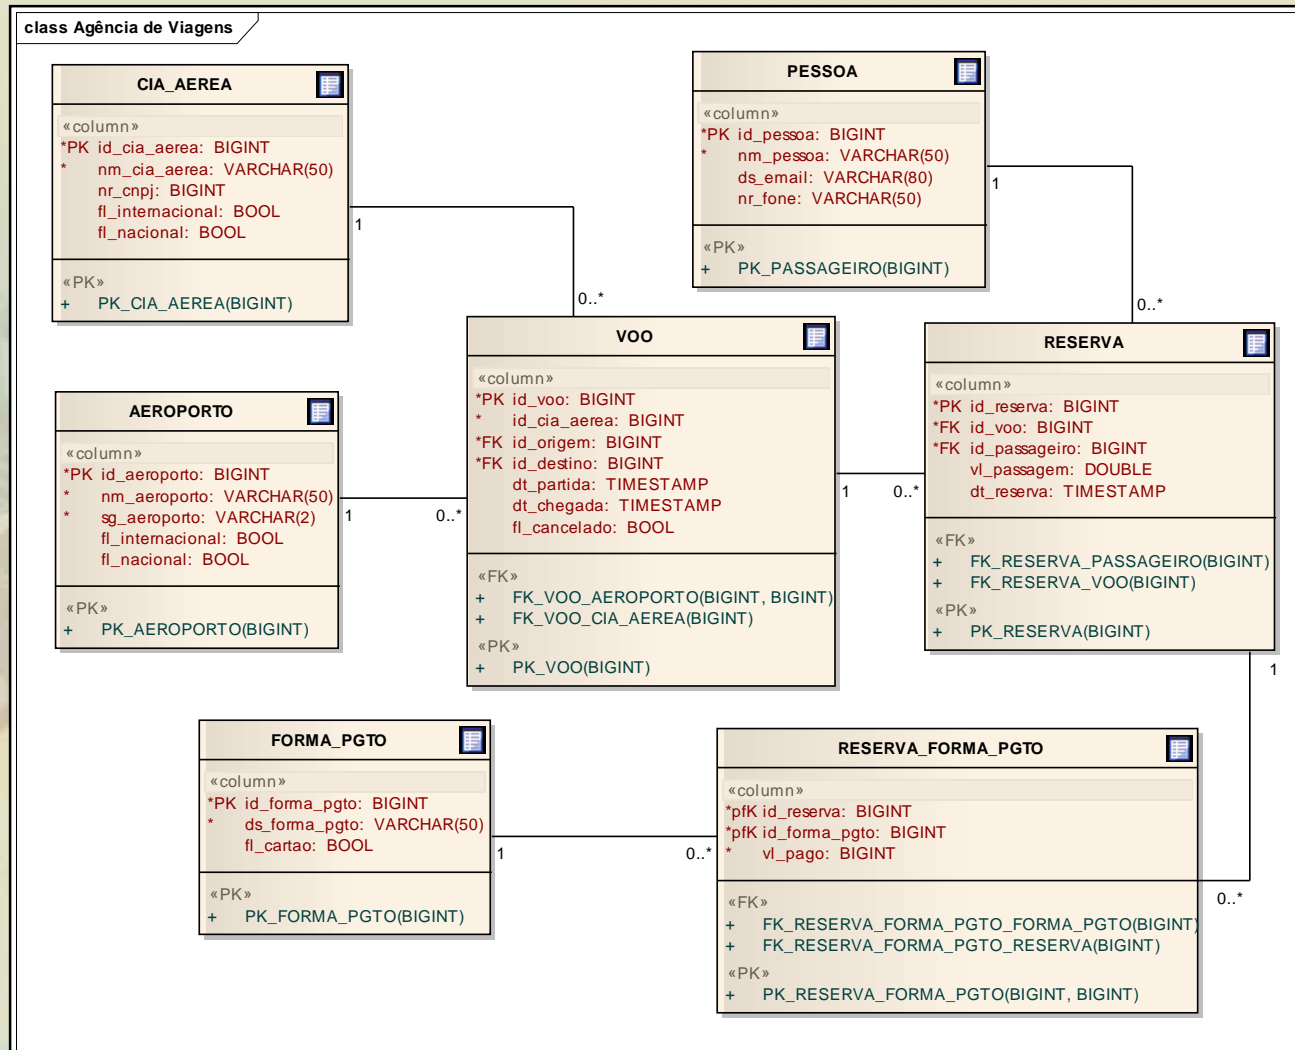 class Agência de Viagens
CIA_AEREA
«column»
*PK id_cia_aerea: BIGINT
* nm_cia_aerea: VARCHAR(50)
nr_cnpj: BIGINT
fl_internacional: BOOL
fl_nacional: BOOL
«PK»
+ PK_CIA_AEREA(BIGINT)
1
0..*
PESSOA
«column»
*PK id_pessoa: BIGINT
* nm_pessoa: VARCHAR(50)
ds_email: VARCHAR(80)
nr_fone: VARCHAR(50)
«PK»
+ PK_PASSAGEIRO(BIGINT)
1
0..*
AEROPORTO
«column»
*PK id_aeroporto: BIGINT
* nm_aeroporto: VARCHAR(50)
* sg_aeroporto: VARCHAR(2)
fl_internacional: BOOL
fl_nacional: BOOL
«PK»
+ PK_AEROPORTO(BIGINT)
1
0..*
VOO
«column»
*PK id_voo: BIGINT
* id_cia_aerea: BIGINT
*FK id_origem: BIGINT
*FK id_destino: BIGINT
dt_partida: TIMESTAMP
dt_chegada: TIMESTAMP
fl_cancelado: BOOL
«FK»
+ FK_VOO_AEROPORTO(BIGINT, BIGINT)
+ FK_VOO_CIA_AEREA(BIGINT)
«PK»
+ PK_VOO(BIGINT)
1
0..*
RESERVA
«column»
*PK id_reserva: BIGINT
*FK id_voo: BIGINT
*FK id_passageiro: BIGINT
vl_passagem: DOUBLE
dt_reserva: TIMESTAMP
«FK»
+ FK_RESERVA_PASSAGEIRO(BIGINT)
+ FK_RESERVA_VOO(BIGINT)
«PK»
+ PK_RESERVA(BIGINT)
1
0..*
FORMA_PGTO
«column»
*PK id_forma_pgto: BIGINT
* ds_forma_pgto: VARCHAR(50)
fl_cartao: BOOL
«PK»
+ PK_FORMA_PGTO(BIGINT)
1
0..*
RESERVA_FORMA_PGTO
«column»
*pfK id_reserva: BIGINT
*pfK id_forma_pgto: BIGINT
* vl_pago: BIGINT
«FK»
+ FK_RESERVA_FORMA_PGTO_FORMA_PGTO(BIGINT)
+ FK_RESERVA_FORMA_PGTO_RESERVA(BIGINT)
«PK»
+ PK_RESERVA_FORMA_PGTO(BIGINT, BIGINT)